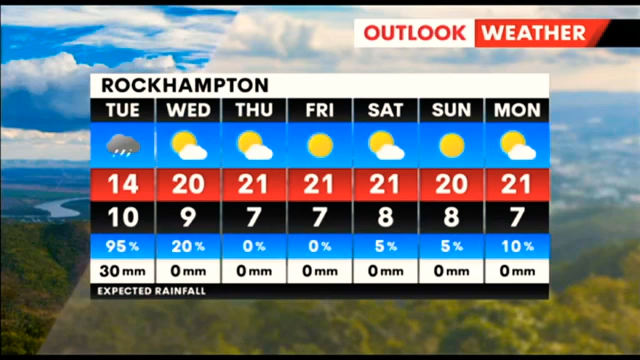 OUTLOOK WEATHER
ROCKHAMPTON
TUE WED THU FRI SAT SUN MON
14 20 21 21 21 20 21
10 9 7 7 8 8 7
95% 20% 0% 0% 5% 5% 10%
30mm 0mm 0mm 0mm 0mm 0mm 0mm
EXPECTED RAINFALL